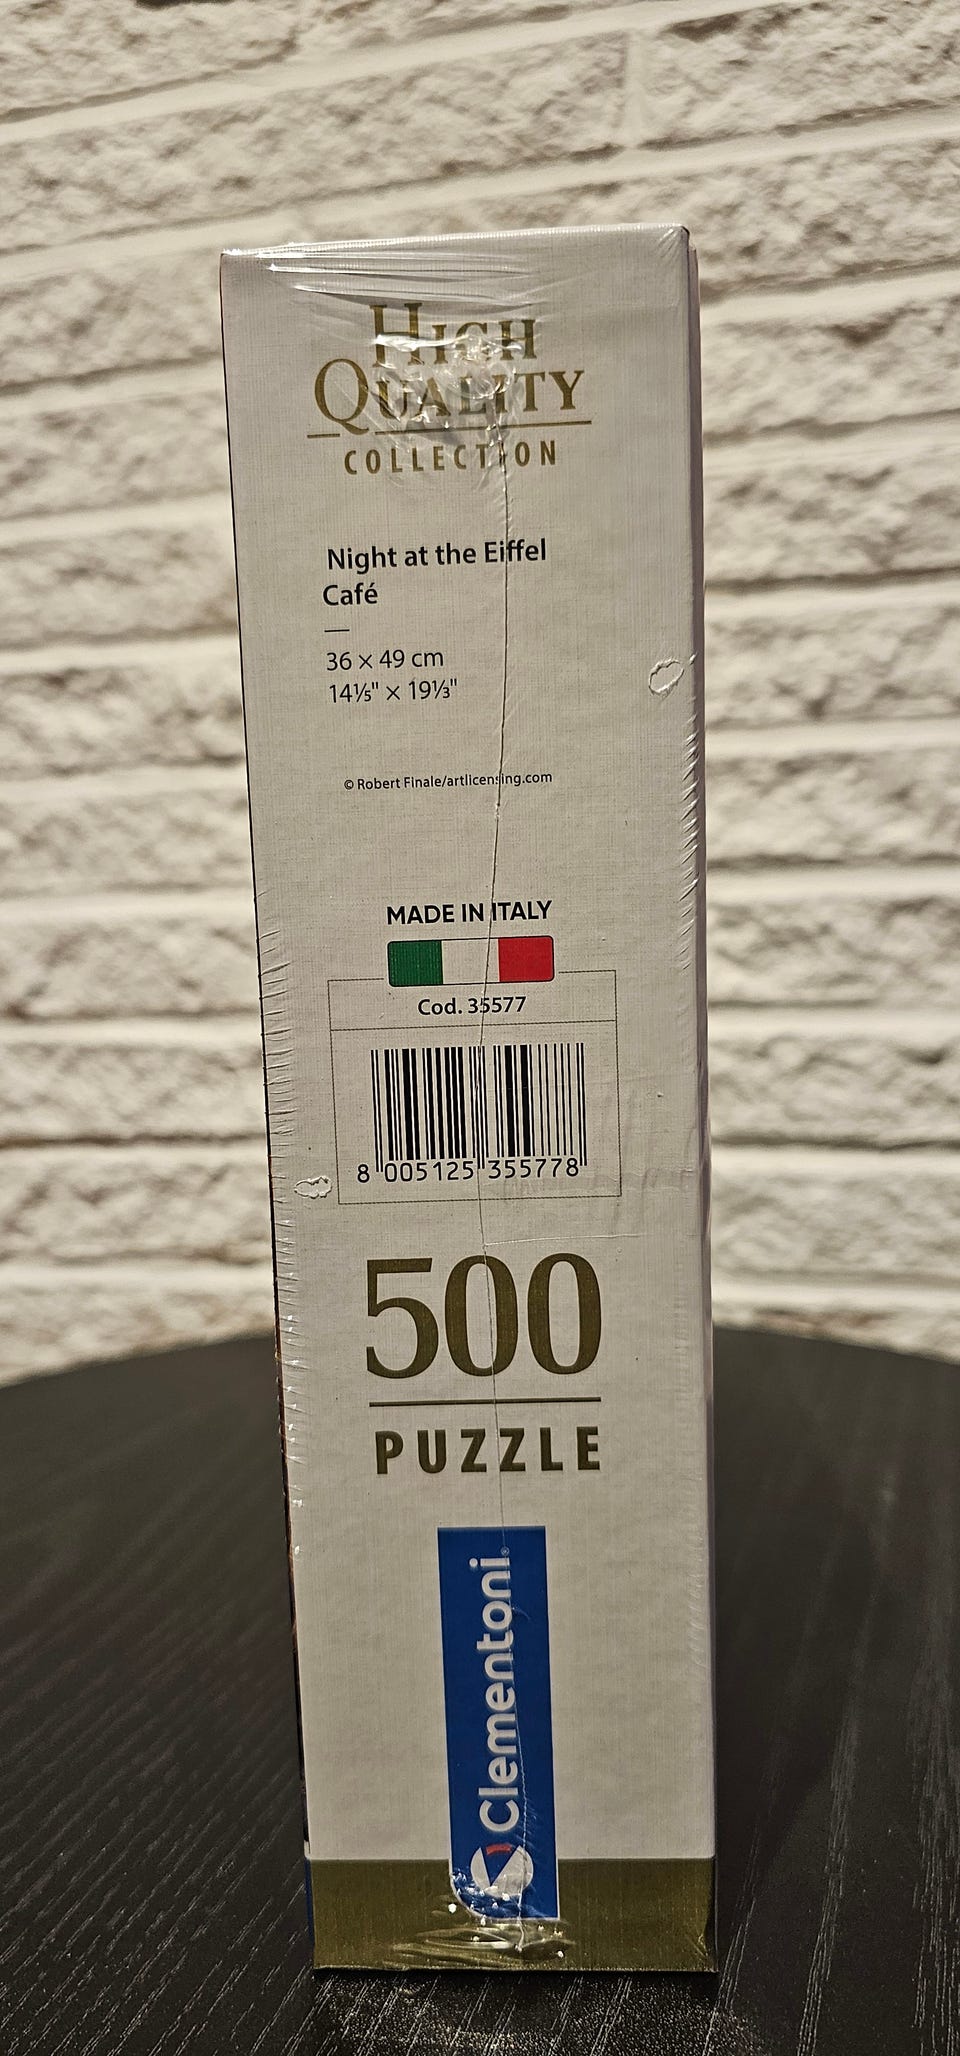 HIGH
QUALITY
COLLECTION
Night at the Eiffel
Café
36 × 49 cm
14⅕" × 19⅓"
© Robert Finale/artlicensing.com
MADE IN ITALY
Cod. 35577
8 005125 355778
500
PUZZLE
Clementoni®